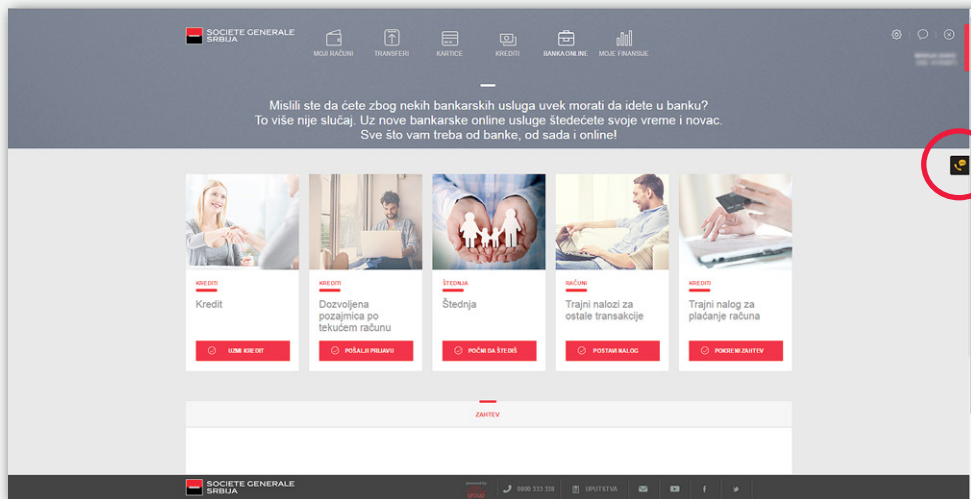 SOCIETE GENERALE
SRBIJA
MOJI RAČUNI
TRANSFERI
KARTICE
KREDITI
BANKA ONLINE
MOJE FINANSIJE
Mislili ste da ćete zbog nekih bankarskih usluga uvek morati da idete u banku?
To više nije slučaj. Uz nove bankarske online usluge štedećete svoje vreme i novac.
Sve što vam treba od banke, od sada i online!
KREDITI
Kredit
UZMI KREDIT
KREDITI
Dozvoljena
pozajmica po
tekućem računu
POŠALJI PRIJAVU
ŠTEDNJA
Štednja
POČNI DA ŠTEDIŠ
RAČUNI
Trajni nalozi za
ostale transakcije
POSTAVI NALOG
KREDITI
Trajni nalog za
plaćanje računa
POKRENI ZAHTEV
ZAHTEV
SOCIETE GENERALE
SRBIJA
powered by
GROUP
UPUTSTVA